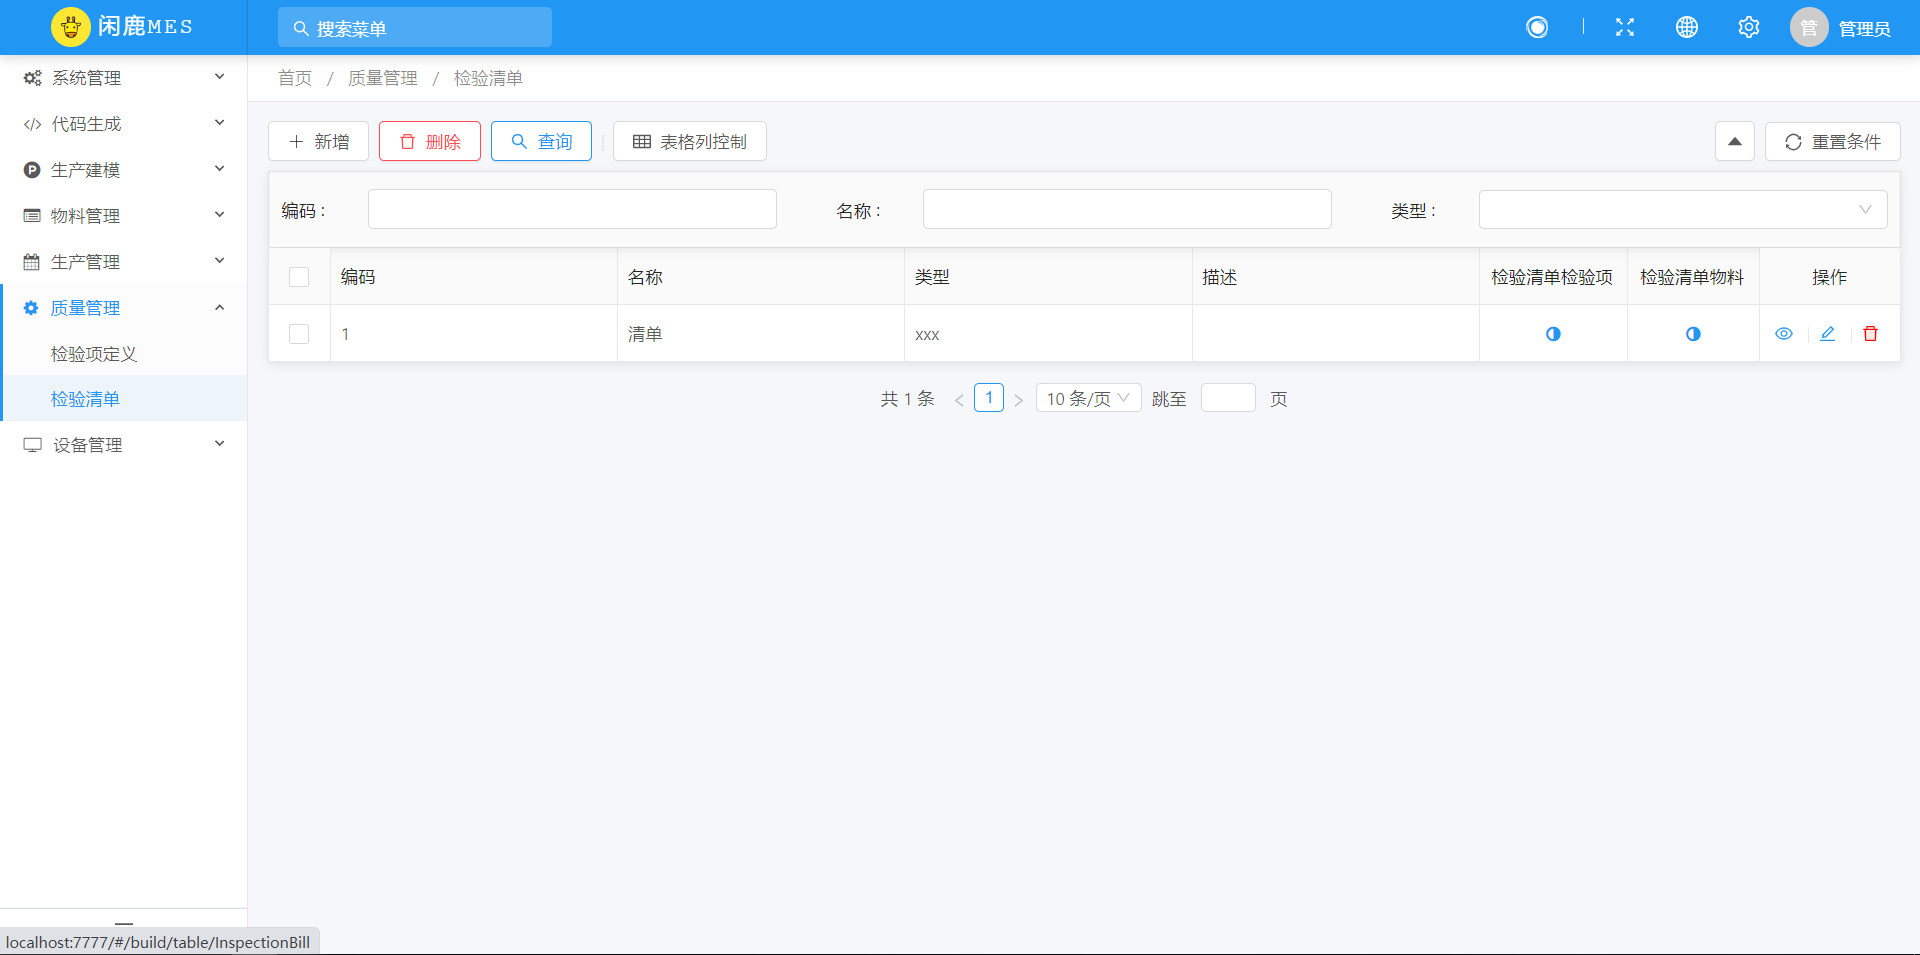 闲鹿MES
搜索菜单
管
管理员
系统管理
代码生成
生产建模
物料管理
生产管理
质量管理
检验项定义
检验清单
设备管理
首页 / 质量管理 / 检验清单
新增
删除
查询
表格列控制
重置条件
编码 :
名称 :
类型 :
编码 名称 类型 描述 检验清单检验项 检验清单物料 操作
1 清单 xxx
共 1 条 < 1 > 10 条/页 跳至 页
localhost:7777/#/build/table/InspectionBill